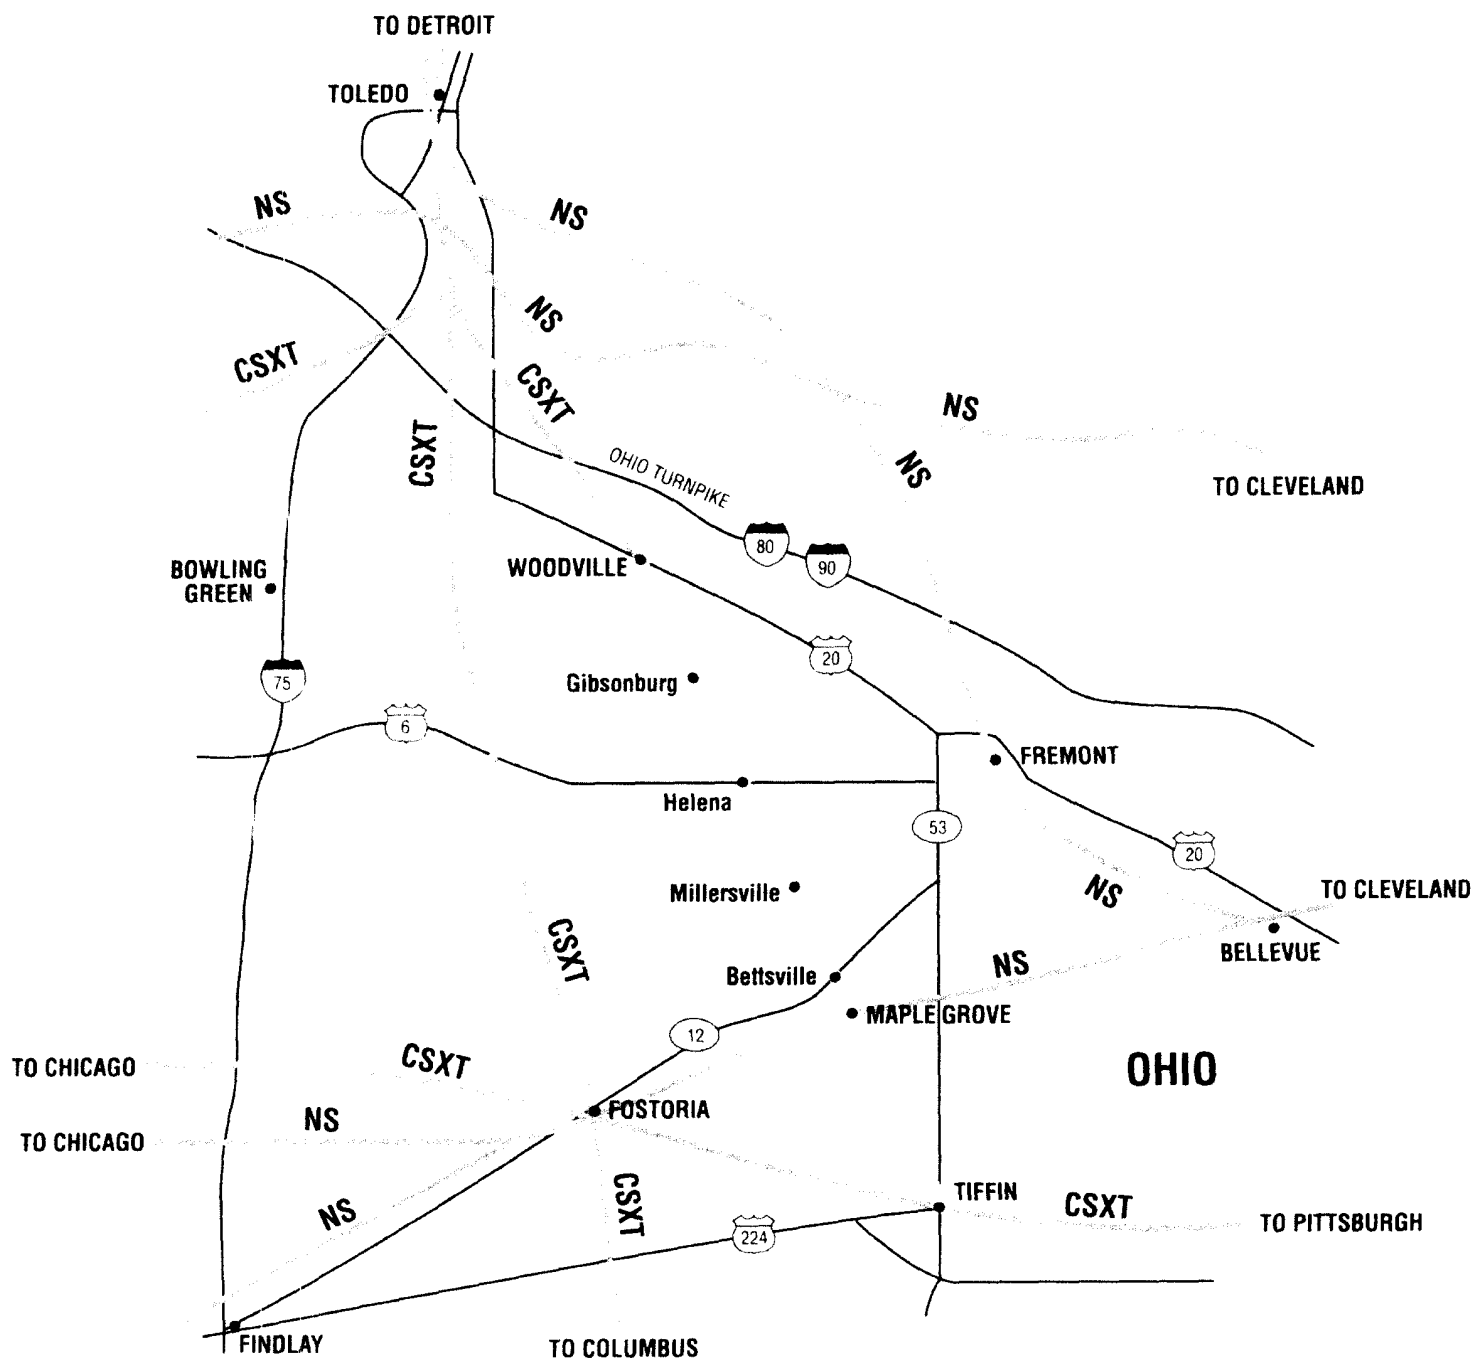 TO DETROIT
TOLEDO
NS
NS
NS
CSXT
CSXT
CSXT
NS
NS
OHIO TURNPIKE
TO CLEVELAND
80
90
WOODVILLE
BOWLING
GREEN
20
75
Gibsonburg
6
FREMONT
Helena
53
20
Millersville
NS
TO CLEVELAND
CSXT
BELLEVUE
NS
Bettsville
MAPLE GROVE
12
TO CHICAGO
CSXT
OHIO
FOSTORIA
NS
TO CHICAGO
TIFFIN
CSXT
CSXT
NS
TO PITTSBURGH
224
FINDLAY
TO COLUMBUS